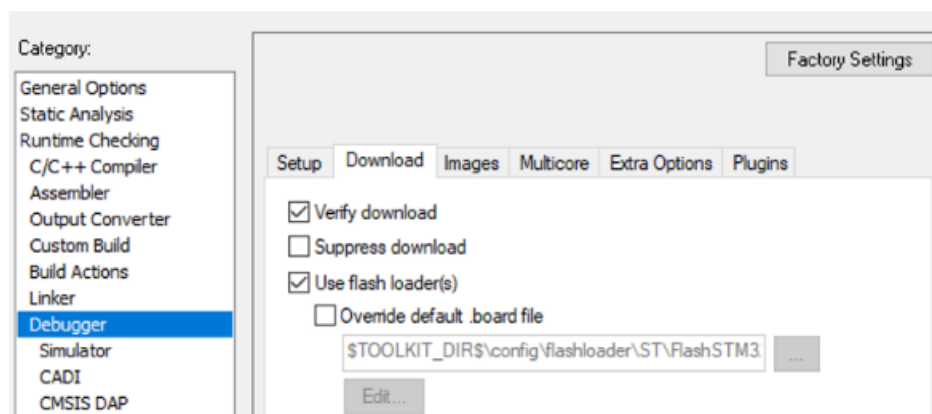 Category:
Factory Settings
General Options
Static Analysis
Runtime Checking
C/C++ Compiler
Assembler
Output Converter
Custom Build
Build Actions
Linker
Debugger
Simulator
CADI
CMSIS DAP
Setup Download Images Multicore Extra Options Plugins
Verify download
Suppress download
Use flash loader(s)
Override default .board file
$TOOLKIT_DIR$\config\flashloader\ST\FlashSTM3
...
Edit...